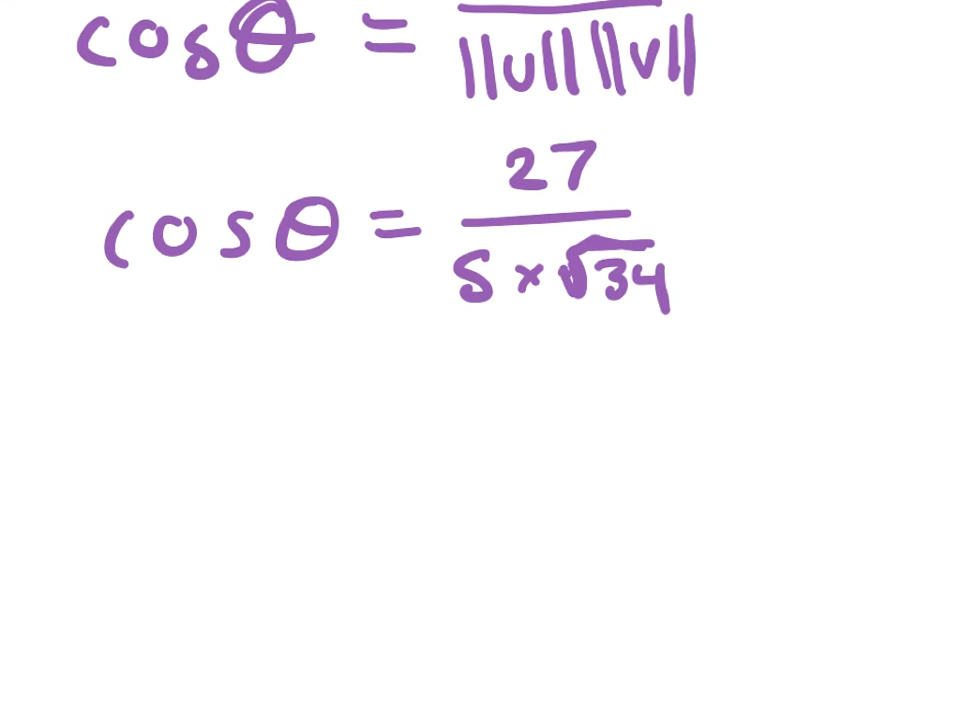 cosθ = ‖u‖ ‖v‖
27
cosθ = ───
5 × √34